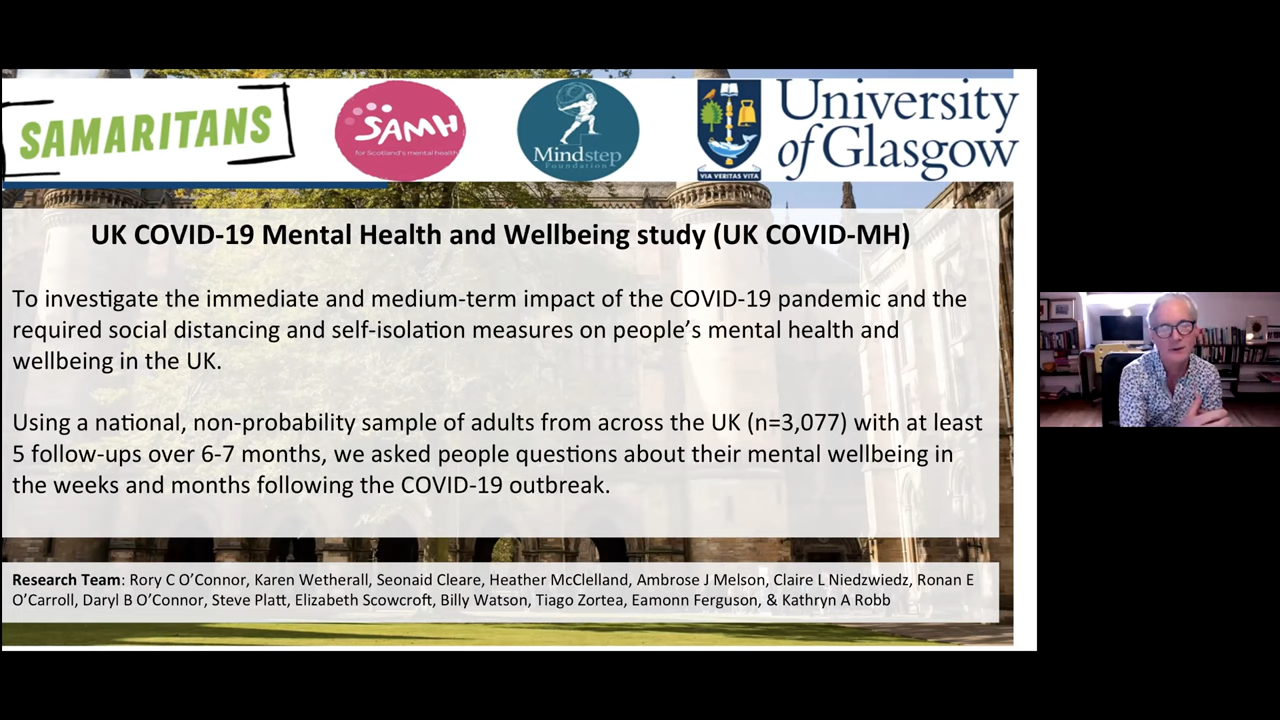 SAMARITANS
SAMH
for Scotland's mental health
Mindstep
Foundation
VIA VERITAS VITA
University
of Glasgow
UK COVID-19 Mental Health and Wellbeing study (UK COVID-MH)
To investigate the immediate and medium-term impact of the COVID-19 pandemic and the
required social distancing and self-isolation measures on people’s mental health and
wellbeing in the UK.
Using a national, non-probability sample of adults from across the UK (n=3,077) with at least
5 follow-ups over 6-7 months, we asked people questions about their mental wellbeing in
the weeks and months following the COVID-19 outbreak.
Research Team: Rory C O’Connor, Karen Wetherall, Seonaid Cleare, Heather McClelland, Ambrose J Melson, Claire L Niedzwiedz, Ronan E
O’Carroll, Daryl B O’Connor, Steve Platt, Elizabeth Scowcroft, Billy Watson, Tiago Zortea, Eamonn Ferguson, & Kathryn A Robb